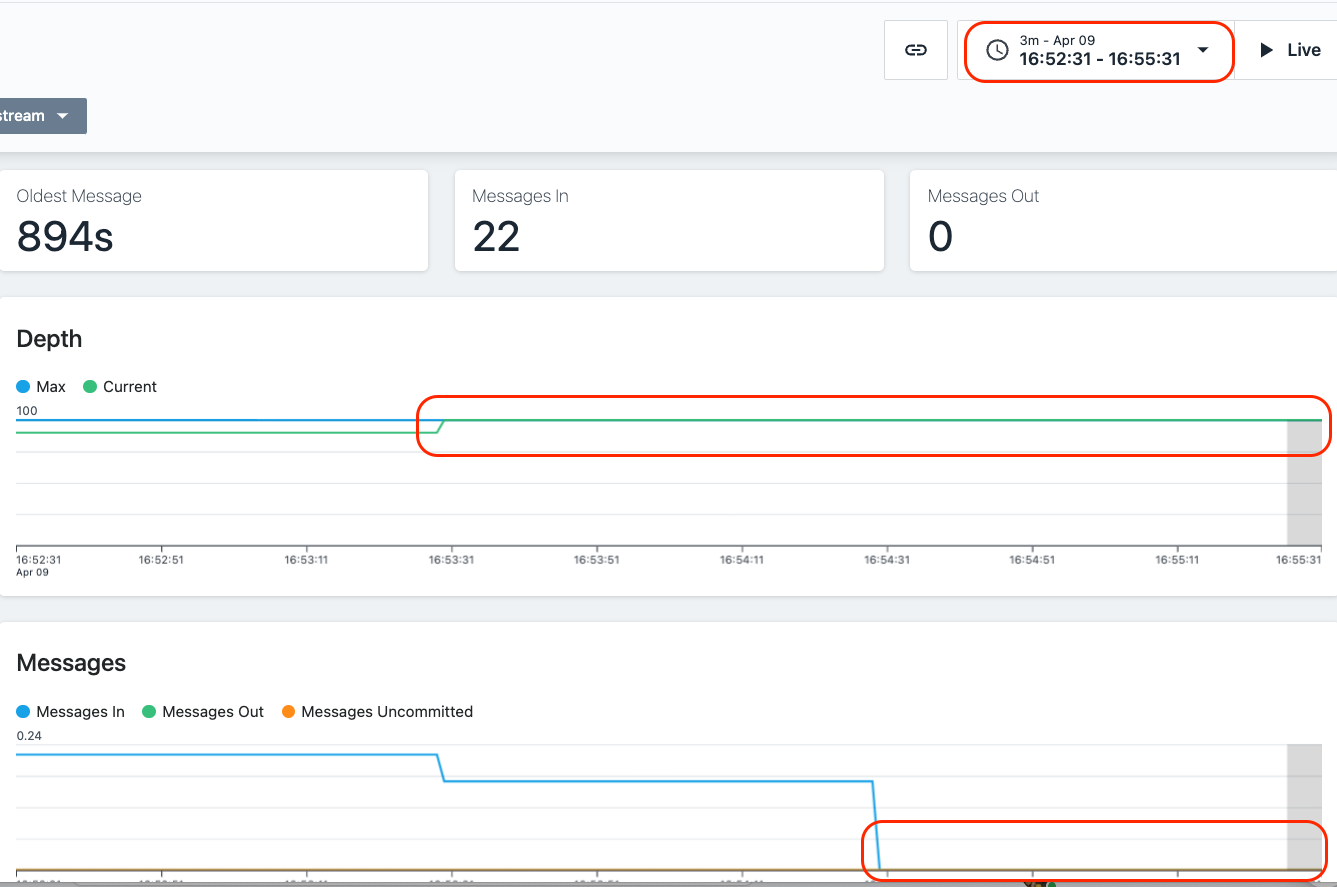 3m - Apr 09
16:52:31 - 16:55:31
Live
stream
Oldest Message
894s
Messages In
22
Messages Out
0
Depth
Max Current
100
16:52:31 16:52:51 16:53:11 16:53:31 16:53:51 16:54:11 16:54:31 16:54:51 16:55:11 16:55:31
Apr 09
Messages
Messages In Messages Out Messages Uncommitted
0.24